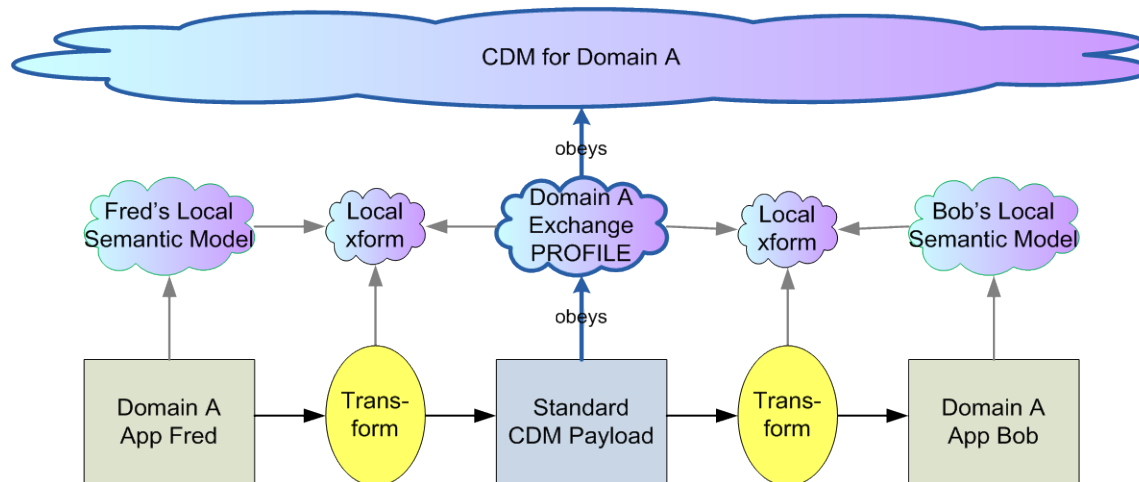 CDM for Domain A
obeys
Fred's Local
Semantic Model
Local
xform
Domain A
Exchange
PROFILE
Local
xform
Bob's Local
Semantic Model
obeys
Domain A
App Fred
Trans-
form
Standard
CDM Payload
Trans-
form
Domain A
App Bob